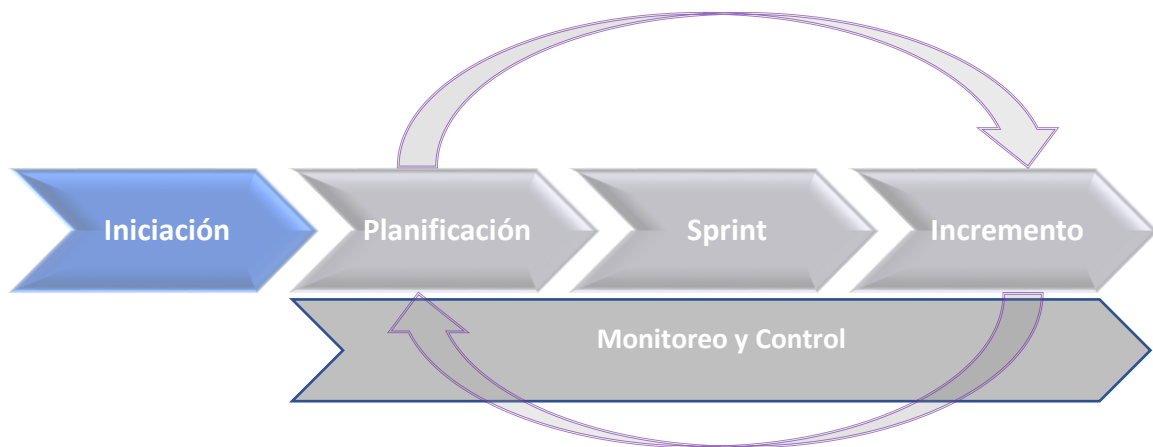 Iniciación
Planificación
Sprint
Incremento
Monitoreo y Control